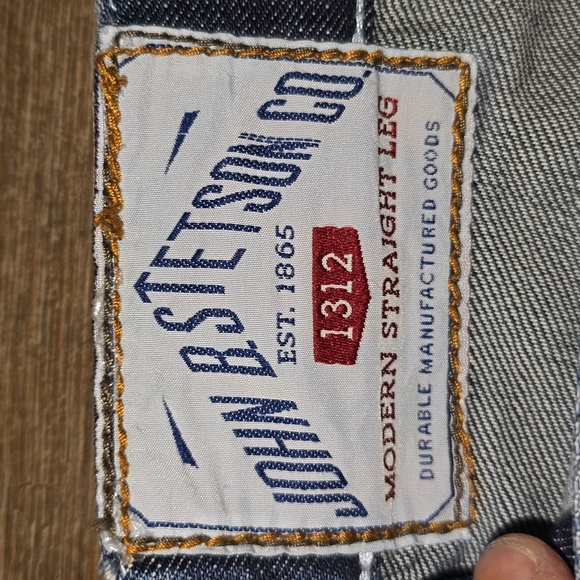 JOHN B STETSON CO.
EST. 1865
1312
MODERN STRAIGHT LEG
DURABLE MANUFACTURED GOODS